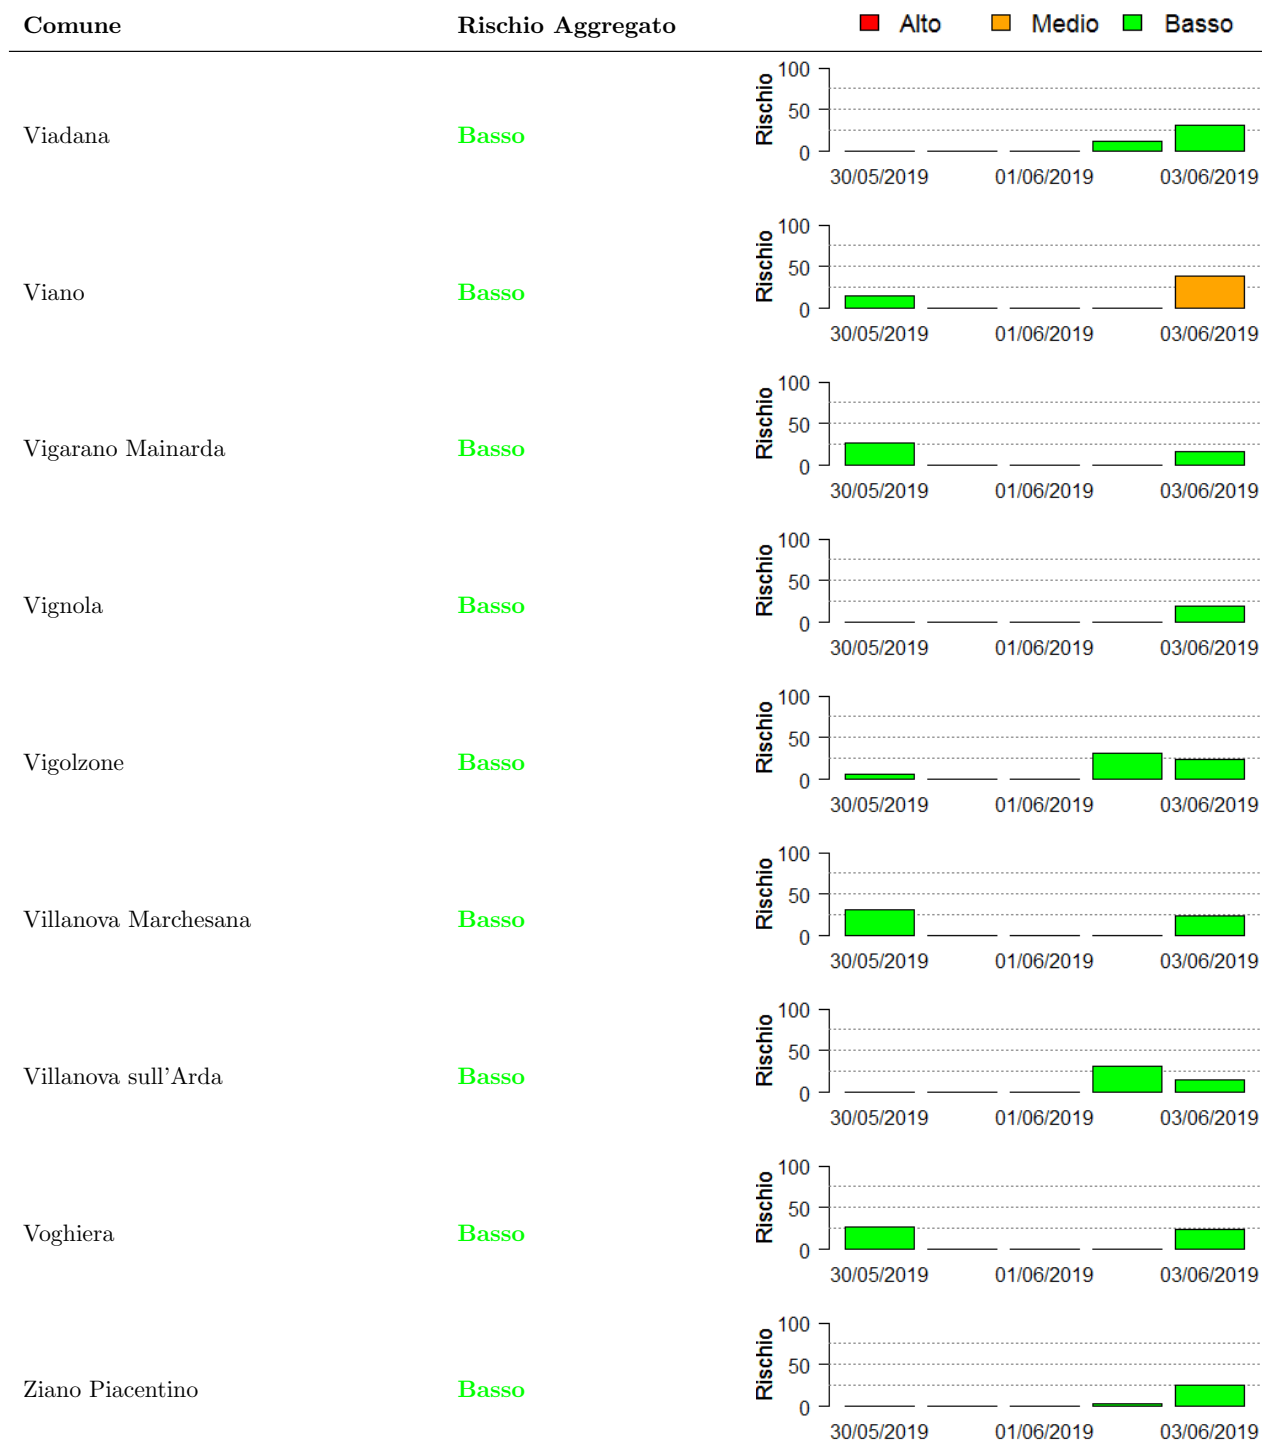 Comune Rischio Aggregato Alto Medio Basso
Viadana Basso Rischio 100 50 0
30/05/2019 01/06/2019 03/06/2019
Viano Basso Rischio 100 50 0
30/05/2019 01/06/2019 03/06/2019
Vigarano Mainarda Basso Rischio 100 50 0
30/05/2019 01/06/2019 03/06/2019
Vignola Basso Rischio 100 50 0
30/05/2019 01/06/2019 03/06/2019
Vigolzone Basso Rischio 100 50 0
30/05/2019 01/06/2019 03/06/2019
Villanova Marchesana Basso Rischio 100 50 0
30/05/2019 01/06/2019 03/06/2019
Villanova sull'Arda Basso Rischio 100 50 0
30/05/2019 01/06/2019 03/06/2019
Voghiera Basso Rischio 100 50 0
30/05/2019 01/06/2019 03/06/2019
Ziano Piacentino Basso Rischio 100 50 0
30/05/2019 01/06/2019 03/06/2019